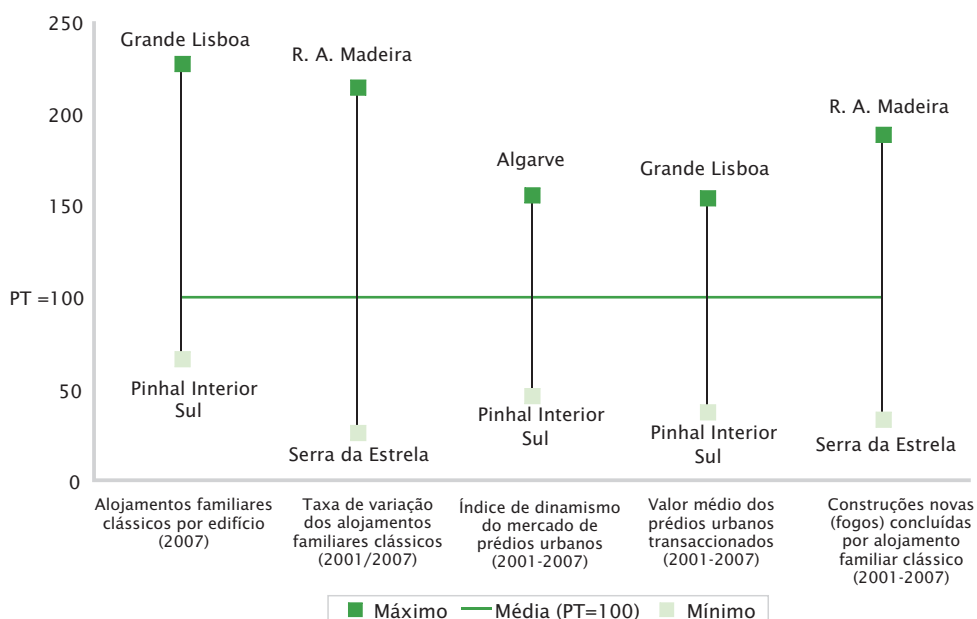 250
Grande Lisboa
R. A. Madeira
200
R. A. Madeira
Algarve
Grande Lisboa
150
PT =100
50
Pinhal Interior
Sul
Serra da Estrela
Pinhal Interior
Sul
Pinhal Interior
Sul
Serra da Estrela
0
Alojamentos familiares
clássicos por edifício
(2007)
Taxa de variação
dos alojamentos
familiares clássicos
(2001/2007)
Índice de dinamismo
do mercado de
prédios urbanos
(2001-2007)
Valor médio dos
prédios urbanos
transaccionados
(2001-2007)
Construções novas
(fogos) concluídas
por alojamento
familiar clássico
(2001-2007)
Máximo Média (PT=100) Mínimo